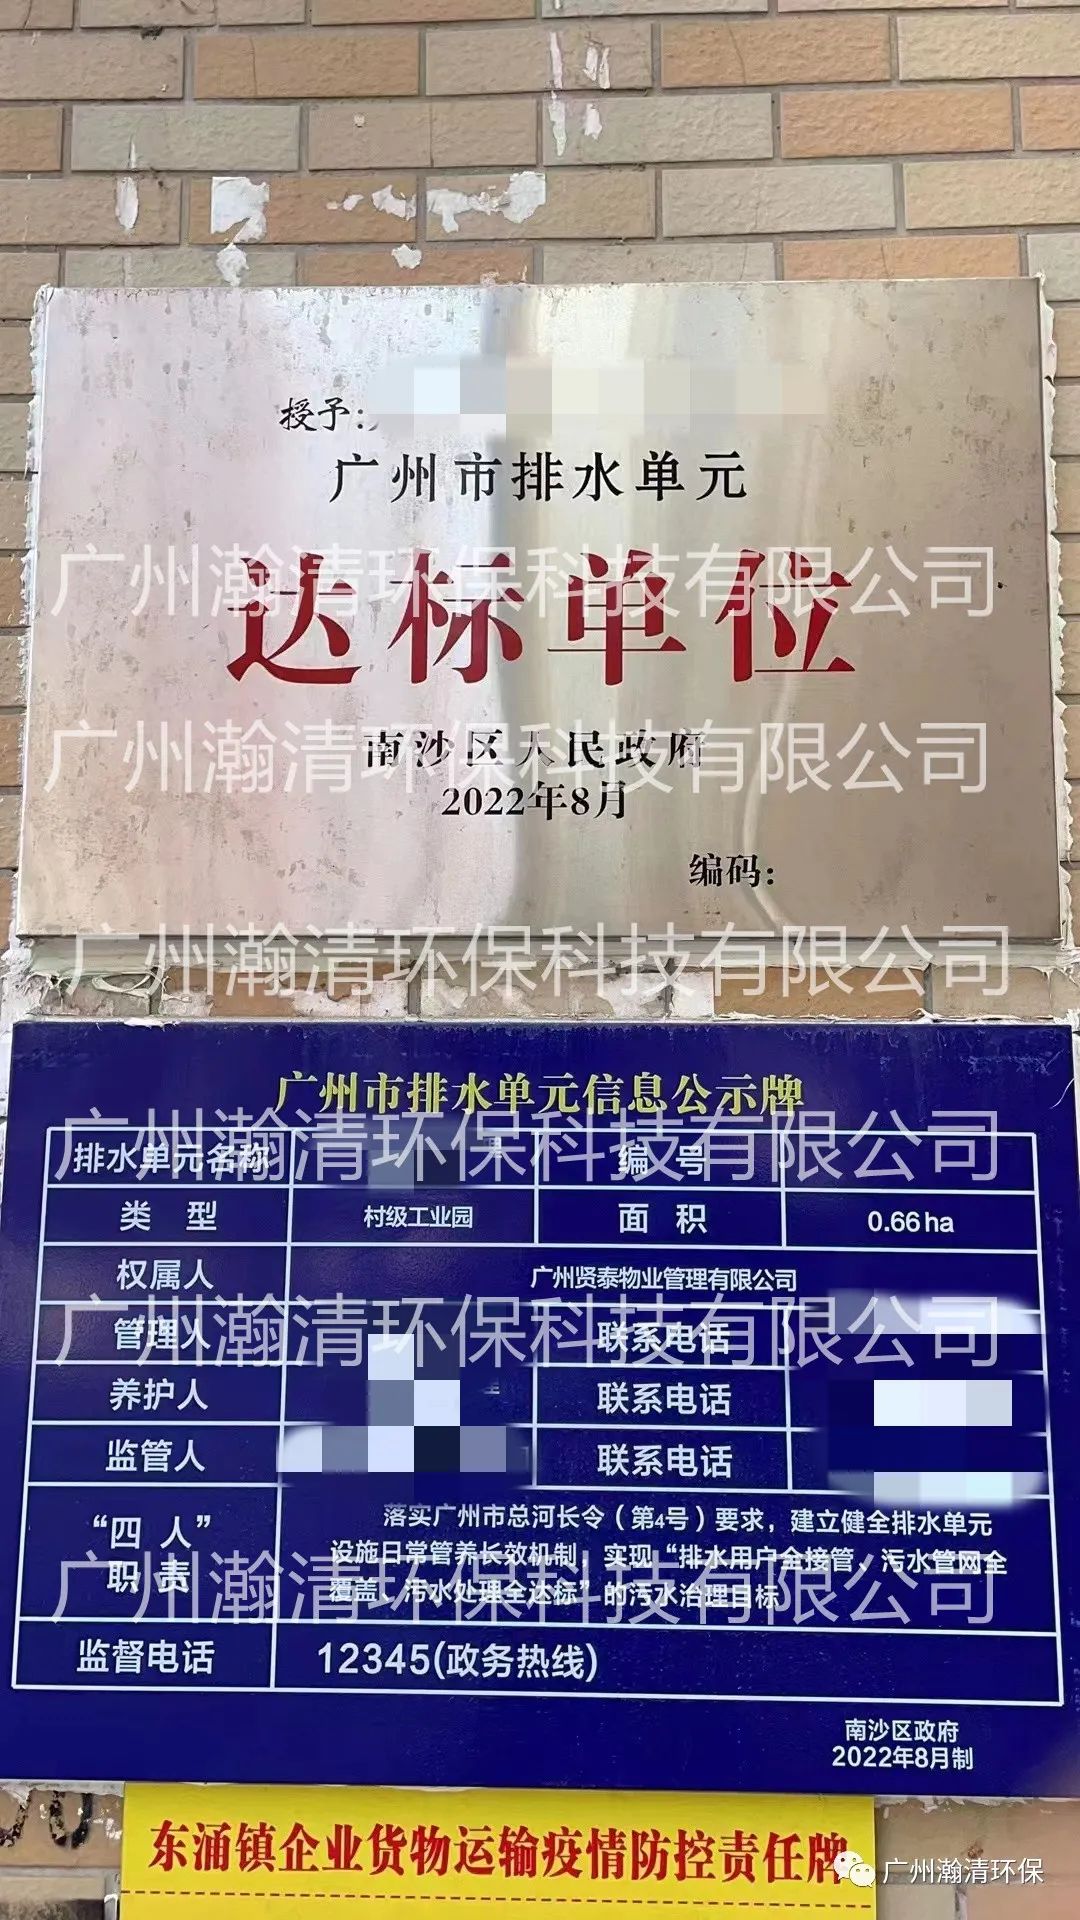 授予:
广州市排水单元
达标单位
南沙区人民政府
2022年8月
编码:
广州瀚清环保科技有限公司
广州瀚清环保科技有限公司
广州瀚清环保科技有限公司
广州市排水单元信息公示牌
广州瀚清环保科技有限公司
排水单元名称 编号
类 型 村级工业园 面 积 0.66ha
权属人 广州贤泰物业管理有限公司
广州瀚清环保科技有限公司
管理人 联系电话
养护人 联系电话
监管人 联系电话
“四 人” 职 责
落实广州市总河长令（第4号）要求，建立健全排水单元
设施日常管养长效机制，实现“排水用户全接管、污水管网全
覆盖、污水处理全达标”的污水治理目标
广州瀚清环保科技有限公司
监督电话 12345(政务热线)
南沙区政府
2022年8月制
东涌镇企业货物运输疫情防控责任牌
广州瀚清环保